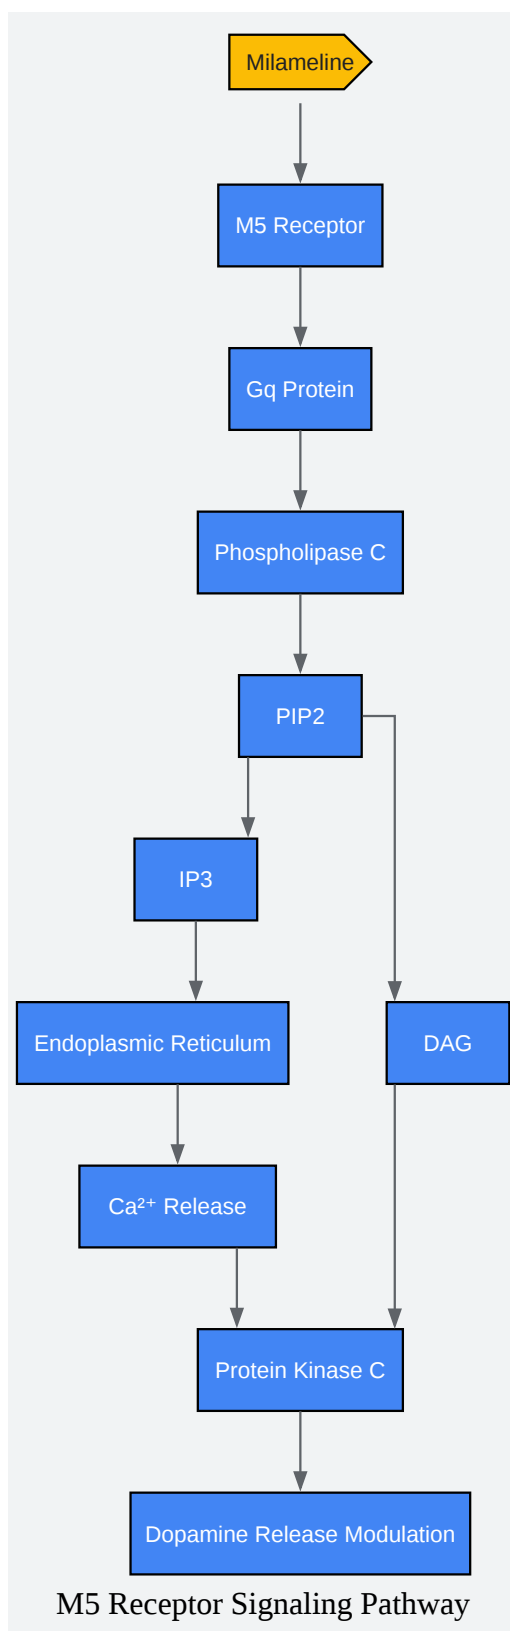 Milameline
M5 Receptor
Gq Protein
Phospholipase C
PIP2
IP3
Endoplasmic Reticulum
DAG
Ca²⁺ Release
Protein Kinase C
Dopamine Release Modulation
M5 Receptor Signaling Pathway